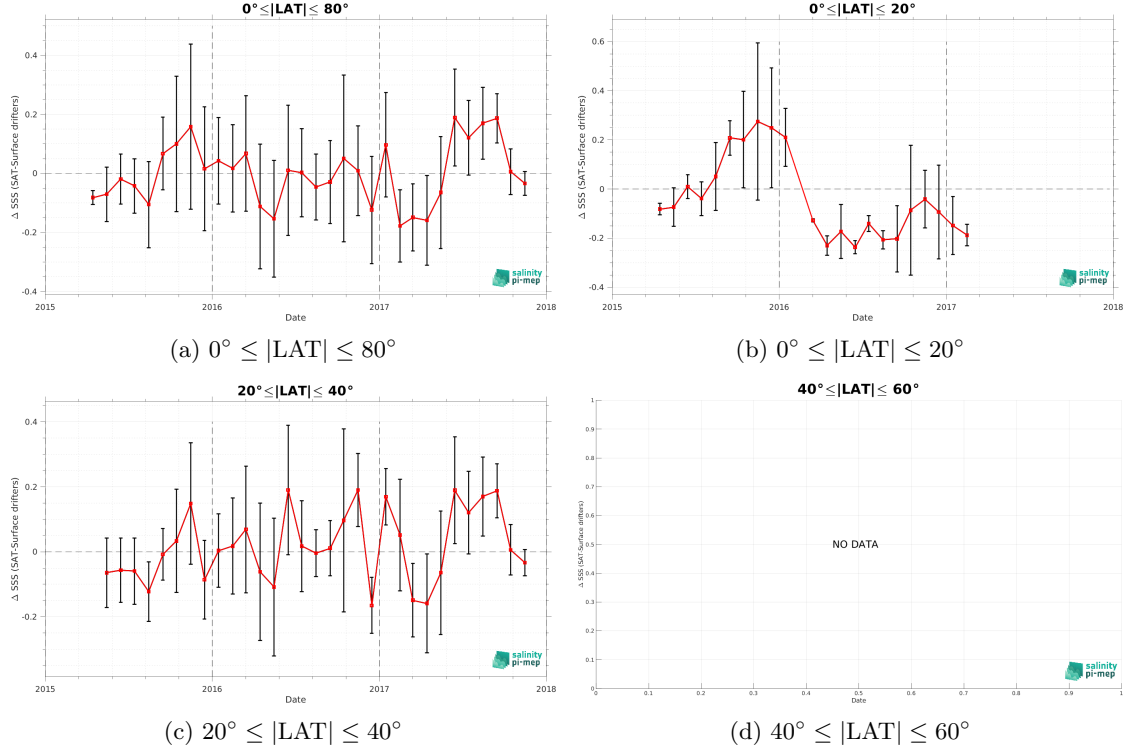 0°≤|LAT|≤ 80°
Δ SSS (SAT-Surface drifters)
0.4
0.2
0
-0.2
-0.4
2015
2016
2017
2018
Date
salinity
pi-mep
(a) 0° ≤ |LAT| ≤ 80°
0°≤|LAT|≤ 20°
Δ SSS (SAT-Surface drifters)
0.6
0.4
0.2
0
-0.2
-0.4
2015
2016
2017
2018
Date
salinity
pi-mep
(b) 0° ≤ |LAT| ≤ 20°
20°≤|LAT|≤ 40°
Δ SSS (SAT-Surface drifters)
0.4
0.2
0
-0.2
2015
2016
2017
2018
Date
salinity
pi-mep
(c) 20° ≤ |LAT| ≤ 40°
40°≤|LAT|≤ 60°
Δ SSS (SAT-Surface drifters)
1
0.9
0.8
0.7
0.6
0.5
0.4
0.3
0.2
0.1
0
NO DATA
0
0.1
0.2
0.3
0.4
0.5
0.6
0.7
0.8
0.9
1
Date
salinity
pi-mep
(d) 40° ≤ |LAT| ≤ 60°